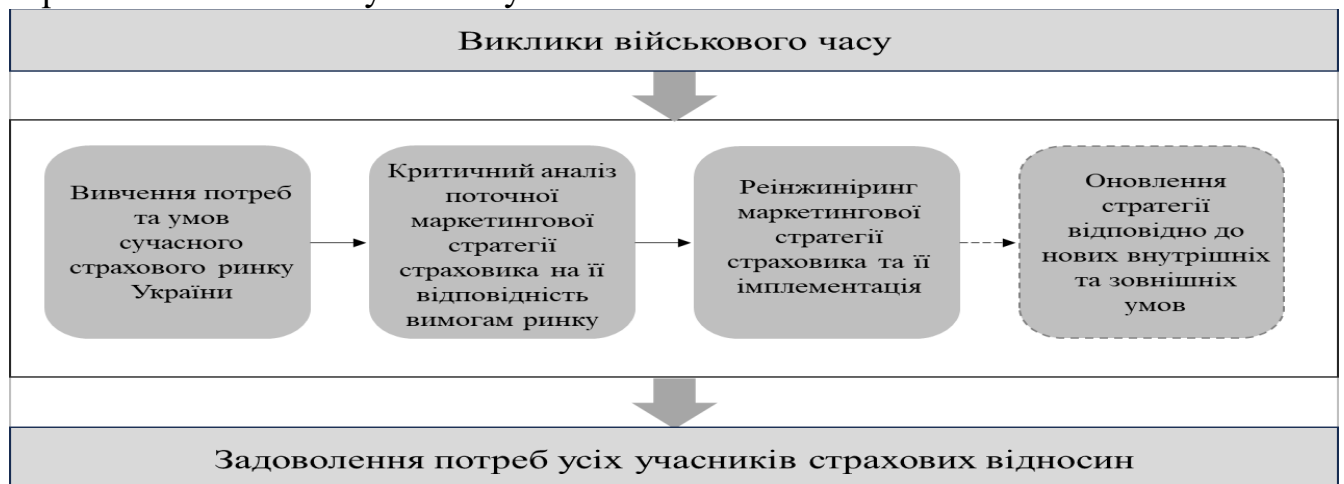 Виклики військового часу
Вивчення потреб
та умов
сучасного
страхового ринку
України
Критичний аналіз
поточної
маркетингової
стратегії
страховика на її
відповідність
вимогам ринку
Реінжиніринг
маркетингової
стратегії
страховика та її
імплементація
Оновлення
стратегії
відповідно до
нових внутрішніх
та зовнішніх
умов
Задоволення потреб усіх учасників страхових відносин